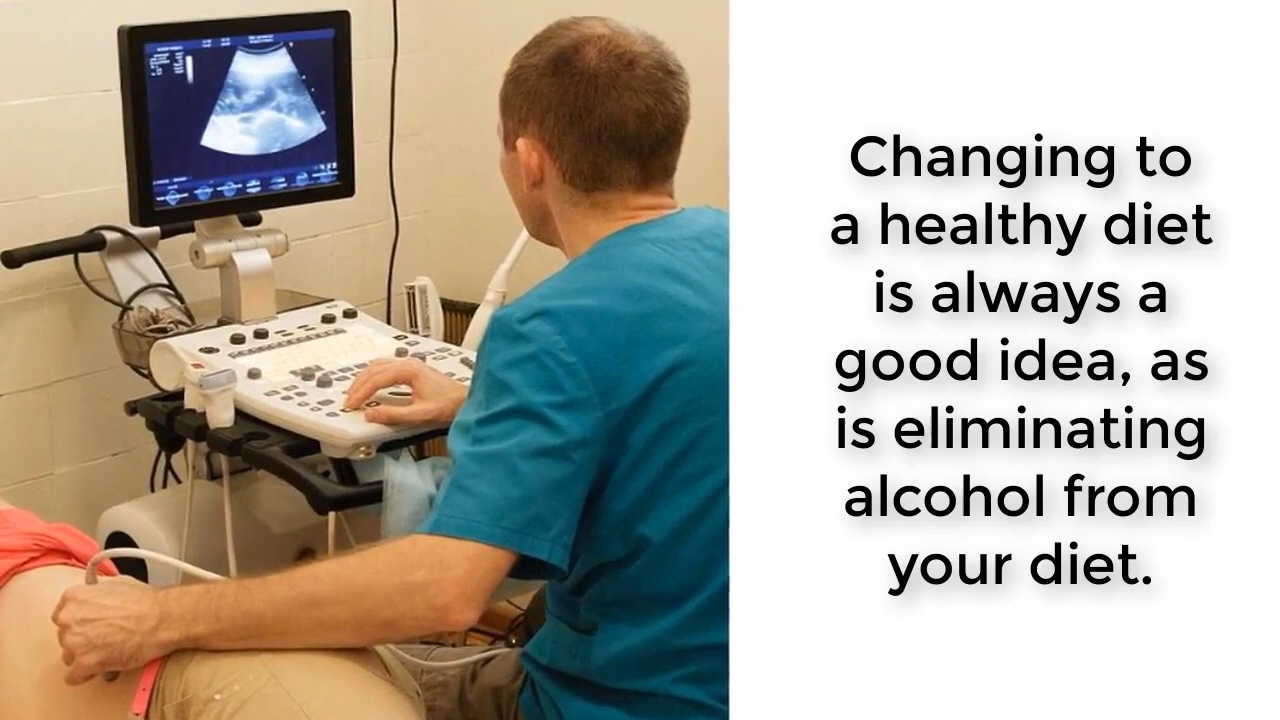 Changing to
a healthy diet
is always a
good idea, as
is eliminating
alcohol from
your diet.